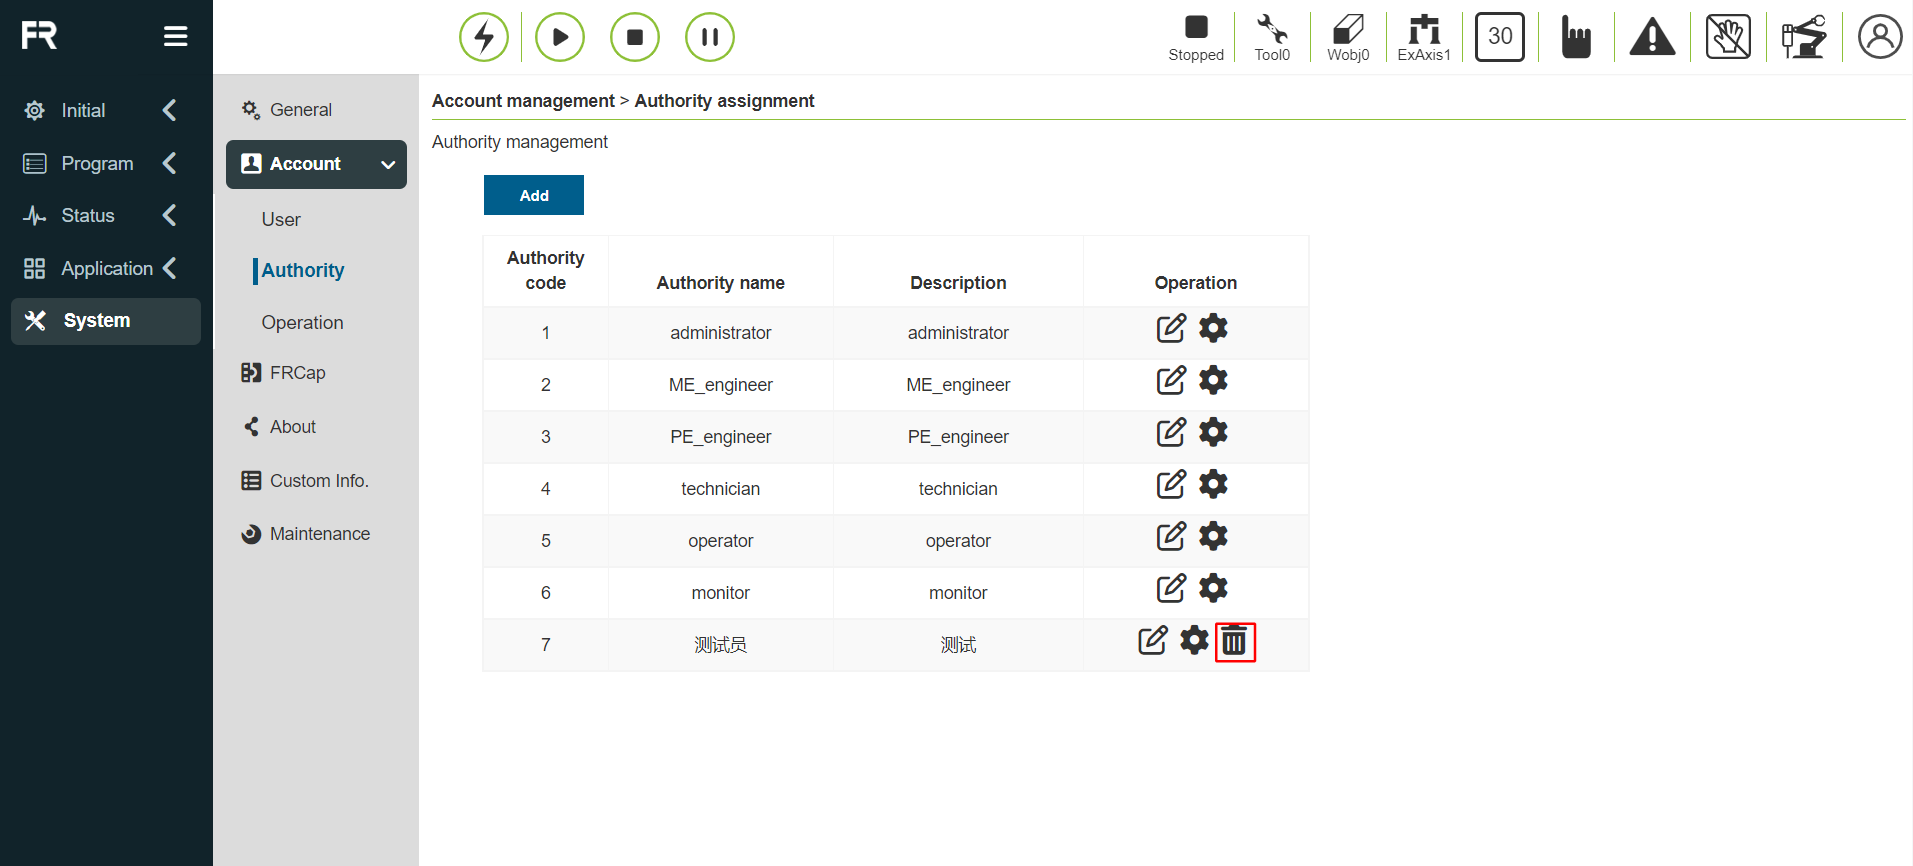 FR
Stopped
Tool0
Wobj0
ExAxis1
30
Initial
Program
Status
Application
System
General
Account
User
Authority
Operation
FRCap
About
Custom Info.
Maintenance
Account management > Authority assignment
Authority management
Add
Authority code Authority name Description Operation
1 administrator administrator
2 ME_engineer ME_engineer
3 PE_engineer PE_engineer
4 technician technician
5 operator operator
6 monitor monitor
7 测试员 测试